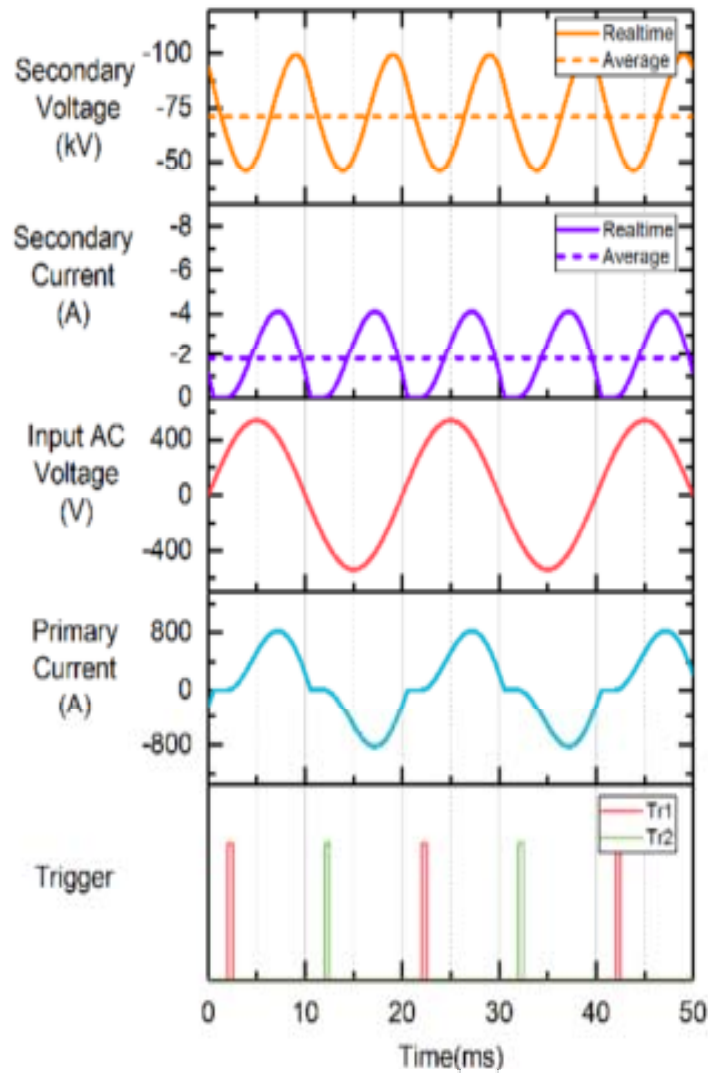 Secondary
Voltage
(kV)
-100
-75
-50
Realtime
Average
Secondary
Current
(A)
-8
-6
-4
-2
0
Realtime
Average
Input AC
Voltage
(V)
400
0
-400
Primary
Current
(A)
800
0
-800
Trigger
Tr1
Tr2
0 10 20 30 40 50
Time(ms)